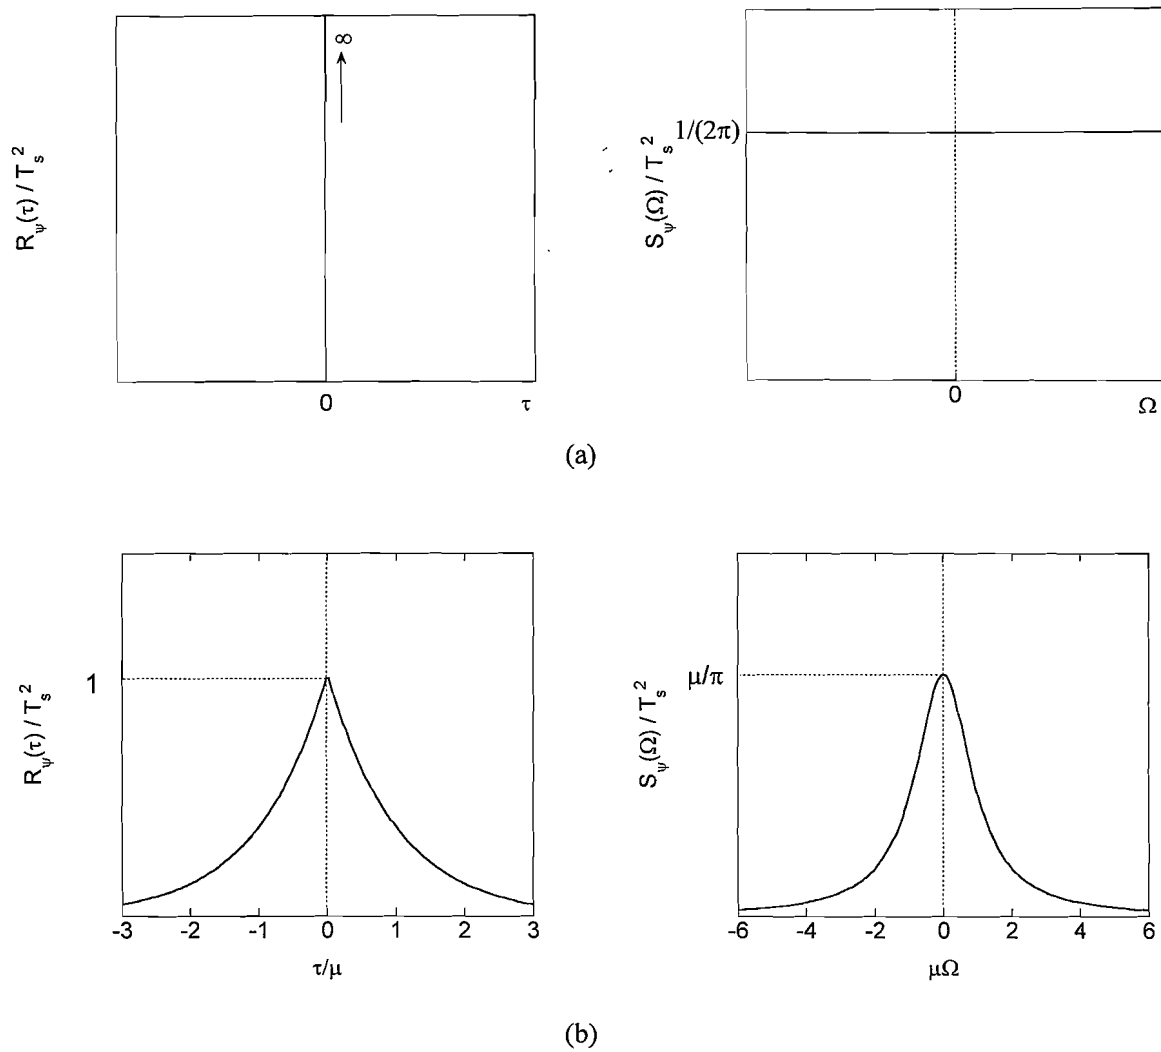 ∞
R_ψ(τ) / T_s^2
0
τ
1/(2π)
S_ψ(Ω) / T_s^2
0
Ω
(a)
1
R_ψ(τ) / T_s^2
-3 -2 -1 0 1 2 3
τ/μ
μ/π
S_ψ(Ω) / T_s^2
-6 -4 -2 0 2 4 6
μΩ
(b)